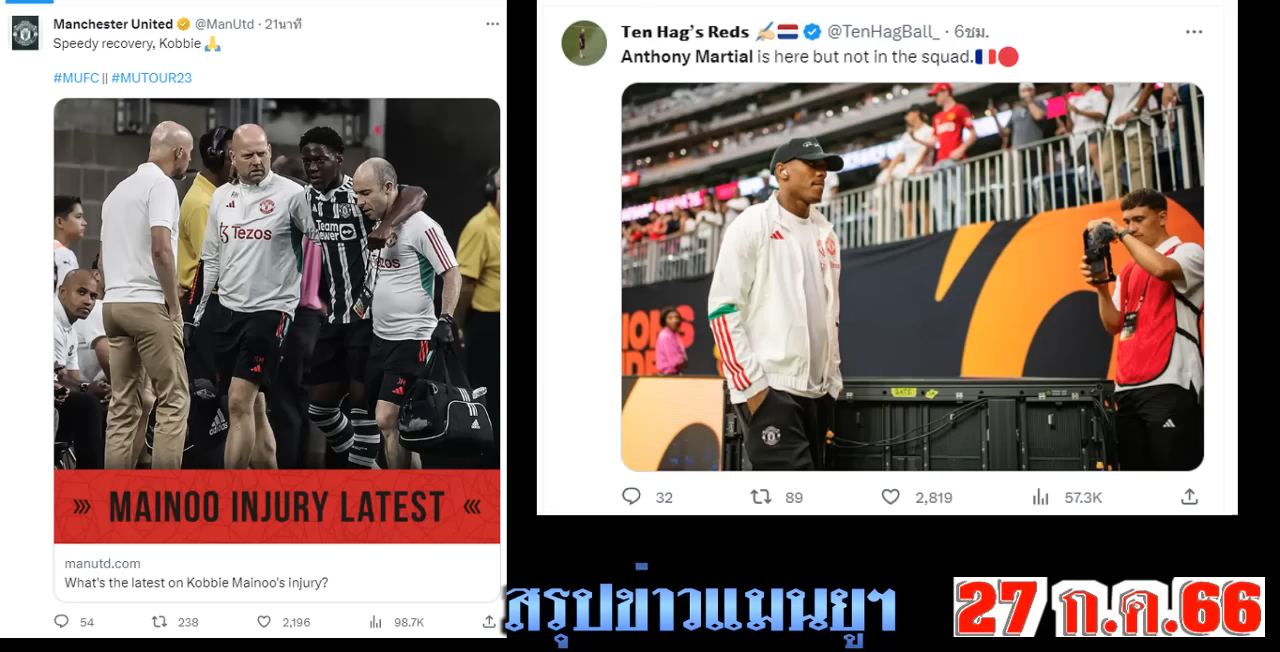 Manchester United @ManUtd · 21นาที
Speedy recovery, Kobbie 🙏
#MUFC || #MUTOUR23
Tezos
Team
MAINOO INJURY LATEST
manutd.com
What's the latest on Kobbie Mainoo's injury?
54 238 2,196 98.7K
Ten Hag's Reds ✍🏼🇳🇱 @TenHagBall_ · 6ชม.
Anthony Martial is here but not in the squad.🇫🇷🔴
32 89 2,819 57.3K
สรุปข่าวแมนยูฯ
27 ก.ค.66